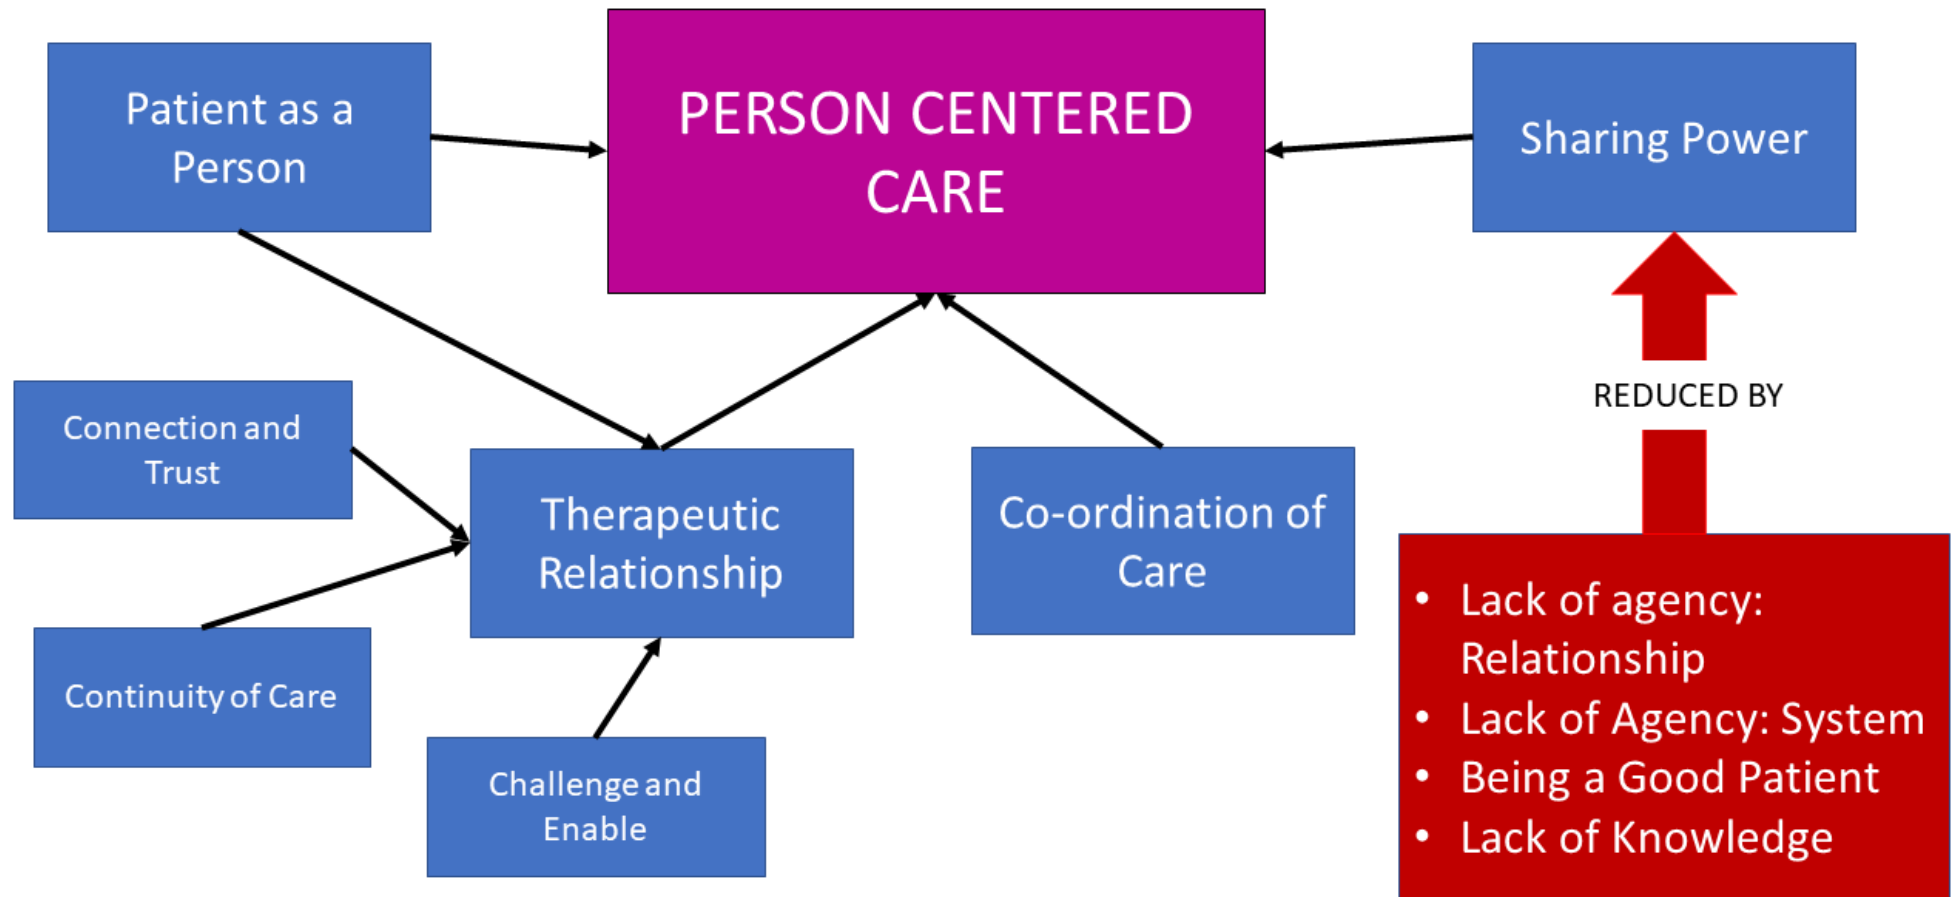 Patient as a
Person
PERSON CENTERED
CARE
Sharing Power
REDUCED BY
Connection and
Trust
Therapeutic
Relationship
Co-ordination of
Care
Continuity of Care
Challenge and
Enable
• Lack of agency:
Relationship
• Lack of Agency: System
• Being a Good Patient
• Lack of Knowledge